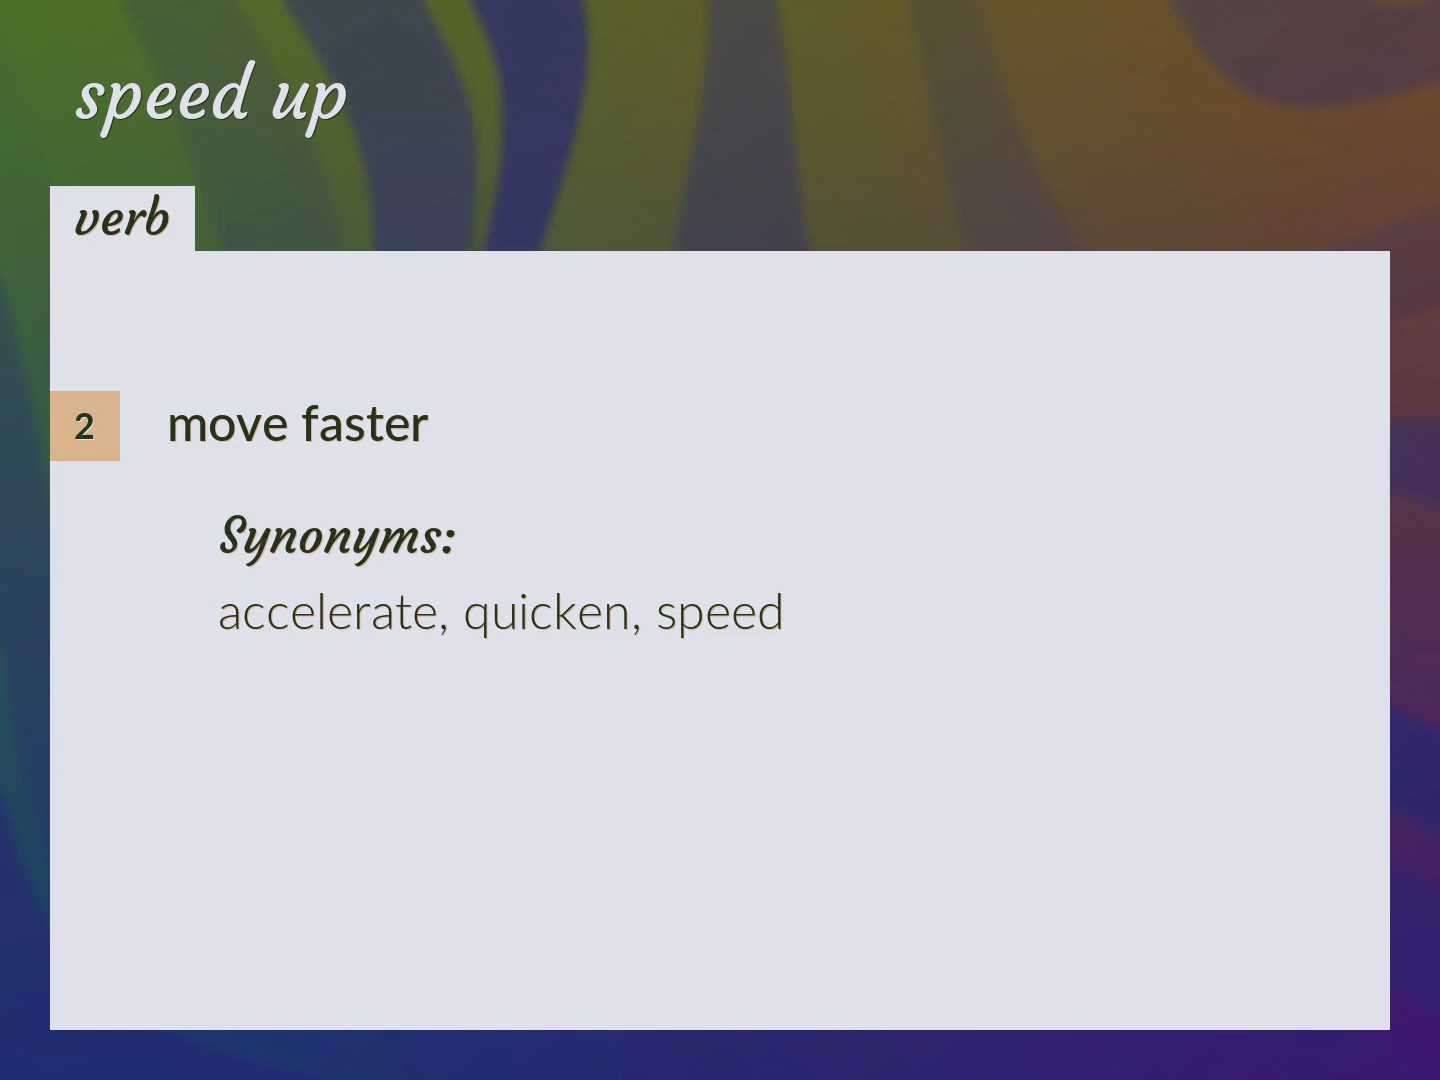 speed up
verb
2 move faster
Synonyms:
accelerate, quicken, speed